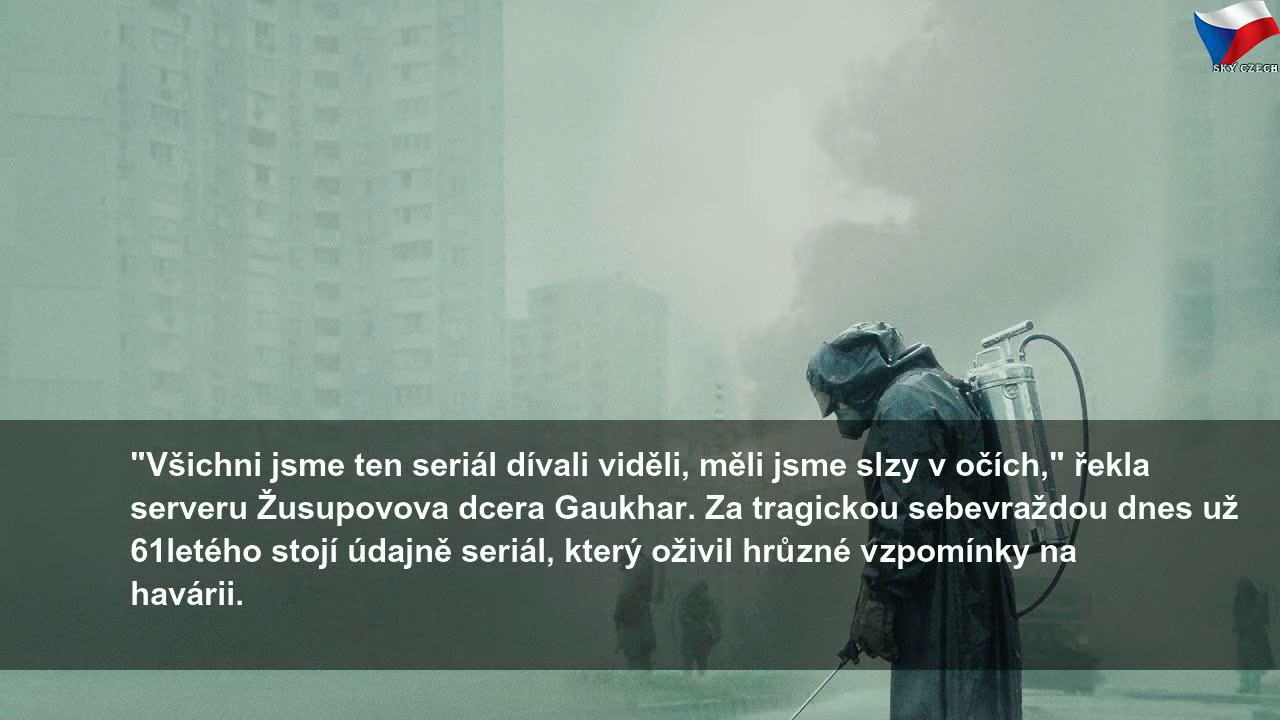 SKY CZECH
"Všichni jsme ten seriál dívali viděli, měli jsme slzy v očích," řekla
serveru Žusupovova dcera Gaukhar. Za tragickou sebevraždou dnes už
61letého stojí údajně seriál, který oživil hrůzné vzpomínky na
havárii.